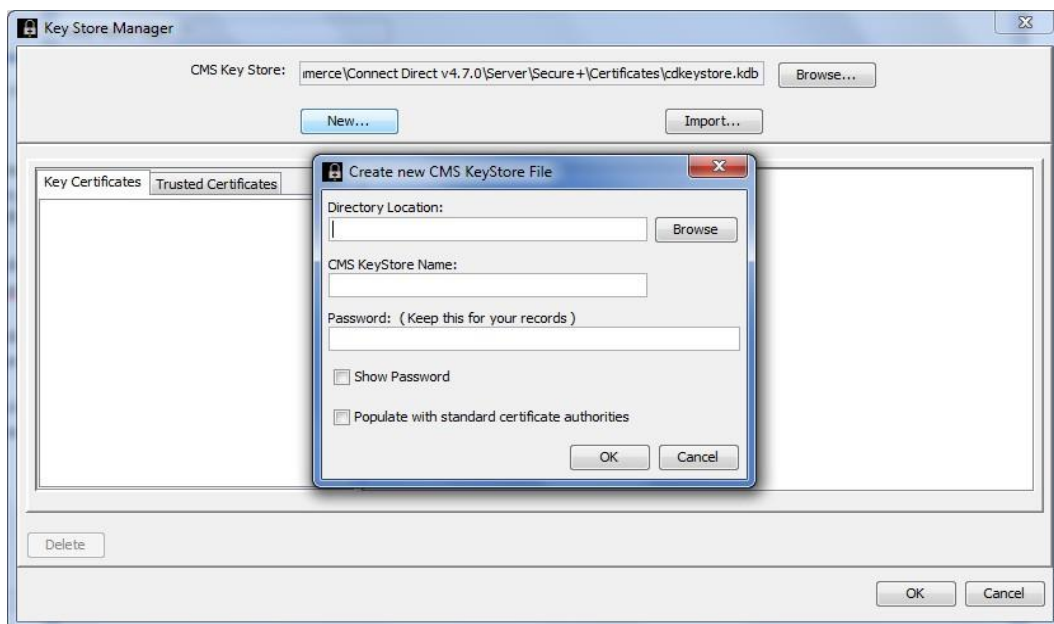 Key Store Manager
CMS Key Store: merce\Connect Direct v4.7.0\Server\Secure+\Certificates\cdkeystore.kdb Browse...
New... Import...
Key Certificates Trusted Certificates
Create new CMS KeyStore File
Directory Location:
Browse
CMS KeyStore Name:
Password: ( Keep this for your records )
Show Password
Populate with standard certificate authorities
OK Cancel
Delete
OK Cancel